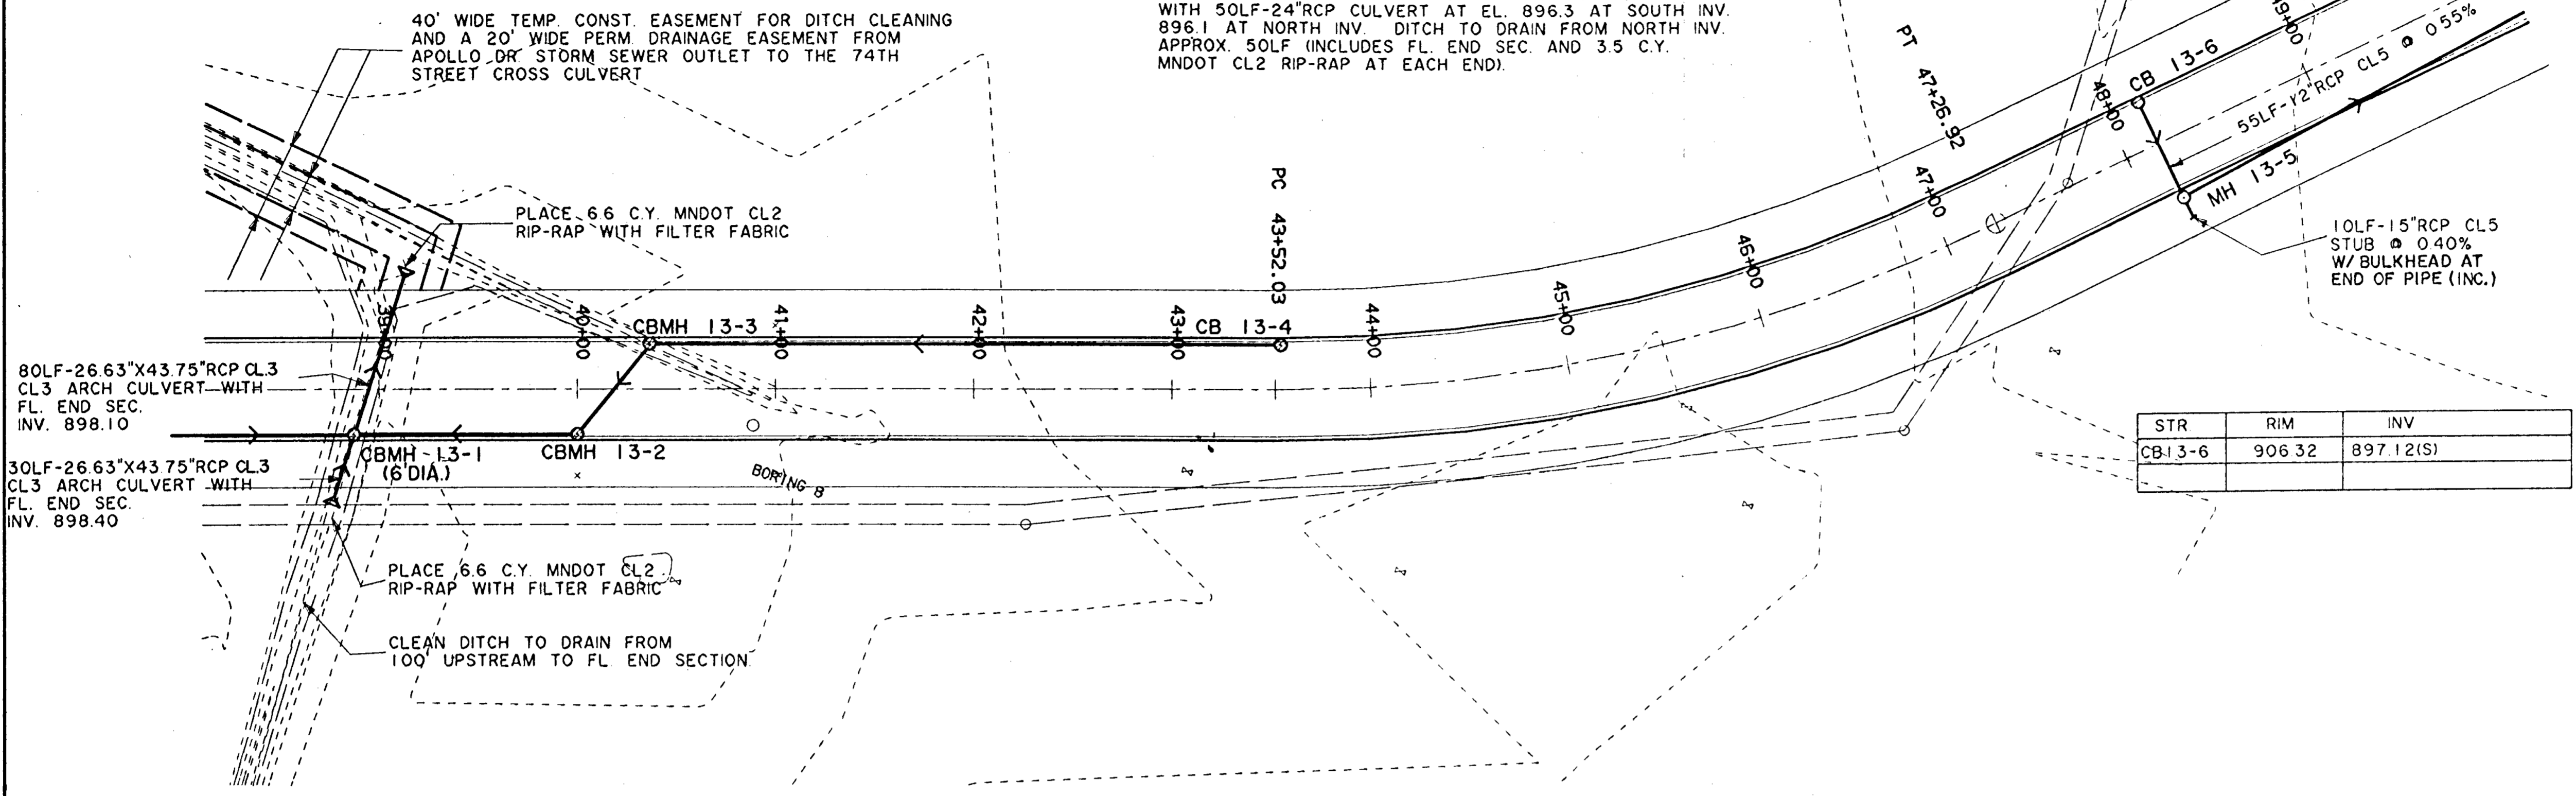 40' WIDE TEMP. CONST. EASEMENT FOR DITCH CLEANING
AND A 20' WIDE PERM. DRAINAGE EASEMENT FROM
APOLLO DR. STORM SEWER OUTLET TO THE 74TH
STREET CROSS CULVERT
WITH 50LF-24"RCP CULVERT AT EL. 896.3 AT SOUTH INV.
896.1 AT NORTH INV. DITCH TO DRAIN FROM NORTH INV.
APPROX. 50LF (INCLUDES FL. END SEC. AND 3.5 C.Y.
MNDOT CL2 RIP-RAP AT EACH END).
PT 47+26.92
CB 13-6
49+00
55LF-12"RCP CL5 @ 0.55%
48+00
MH 13-5
10LF-15"RCP CL5
STUB @ 0.40%
W/ BULKHEAD AT
END OF PIPE (INC.)
PLACE 6.6 C.Y. MNDOT CL2
RIP-RAP WITH FILTER FABRIC
PC 43+52.03
47+00
46+00
45+00
44+00
43+00
42+00
41+00
40+00
39+00
CBMH 13-3
CB 13-4
80LF-26.63"X43.75"RCP CL.3
CL3 ARCH CULVERT WITH
FL. END SEC.
INV. 898.10
CBMH 13-1
(6'DIA.)
CBMH 13-2
BORING 8
30LF-26.63"X43.75"RCP CL.3
CL3 ARCH CULVERT WITH
FL. END SEC.
INV. 898.40
STR RIM INV
CB13-6 906.32 897.12(S)
PLACE 6.6 C.Y. MNDOT CL2
RIP-RAP WITH FILTER FABRIC
CLEAN DITCH TO DRAIN FROM
100' UPSTREAM TO FL. END SECTION.